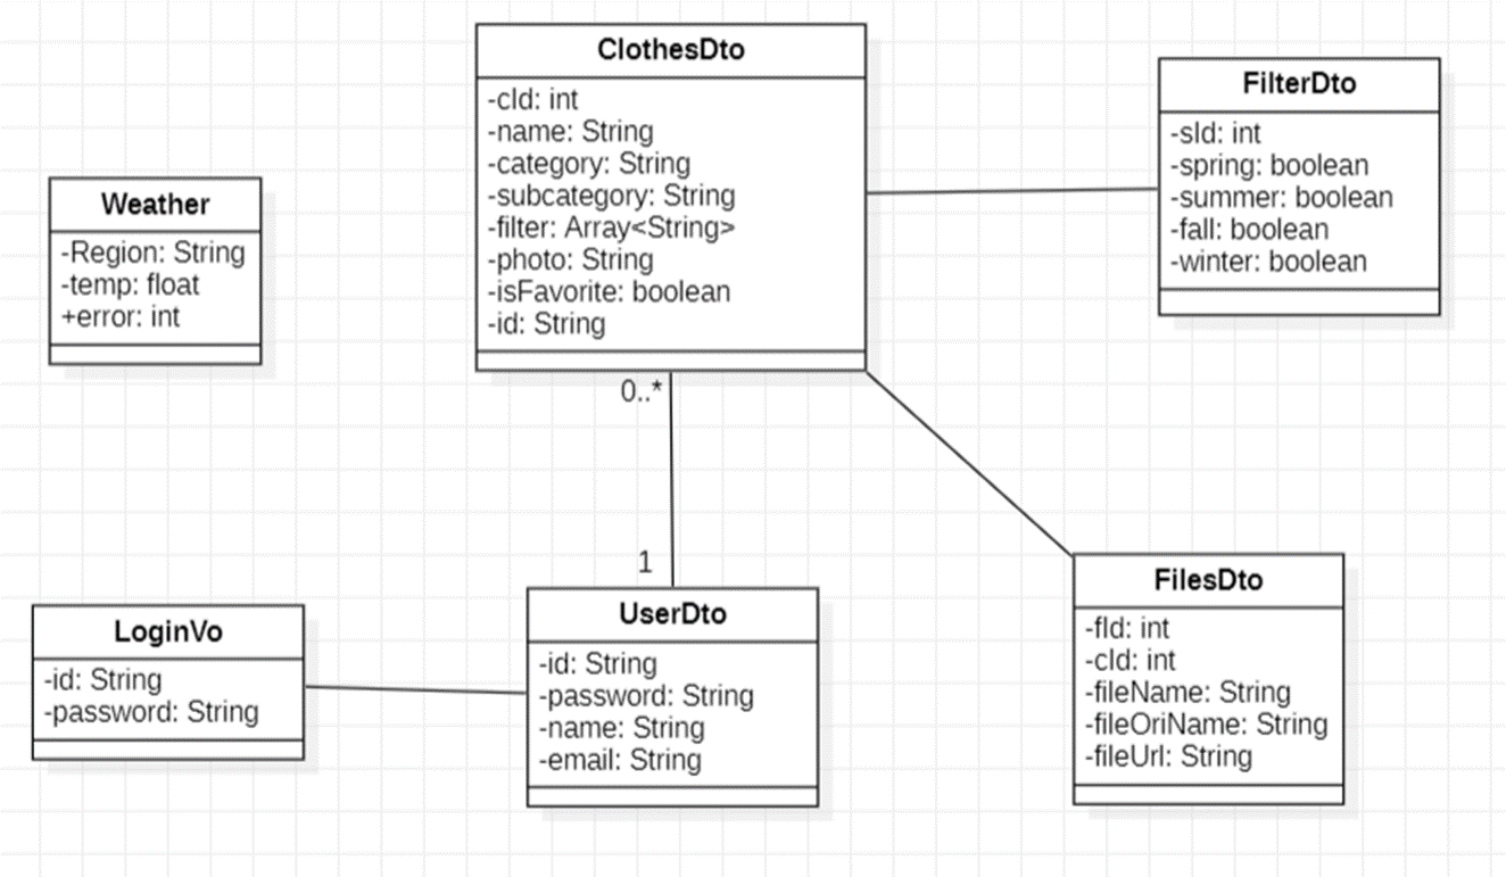 ClothesDto
-cId: int
-name: String
-category: String
-subcategory: String
-filter: Array<String>
-photo: String
-isFavorite: boolean
-id: String
FilterDto
-sId: int
-spring: boolean
-summer: boolean
-fall: boolean
-winter: boolean
Weather
-Region: String
-temp: float
+error: int
0..*
1
LoginVo
-id: String
-password: String
UserDto
-id: String
-password: String
-name: String
-email: String
FilesDto
-fId: int
-cId: int
-fileName: String
-fileOriName: String
-fileUrl: String